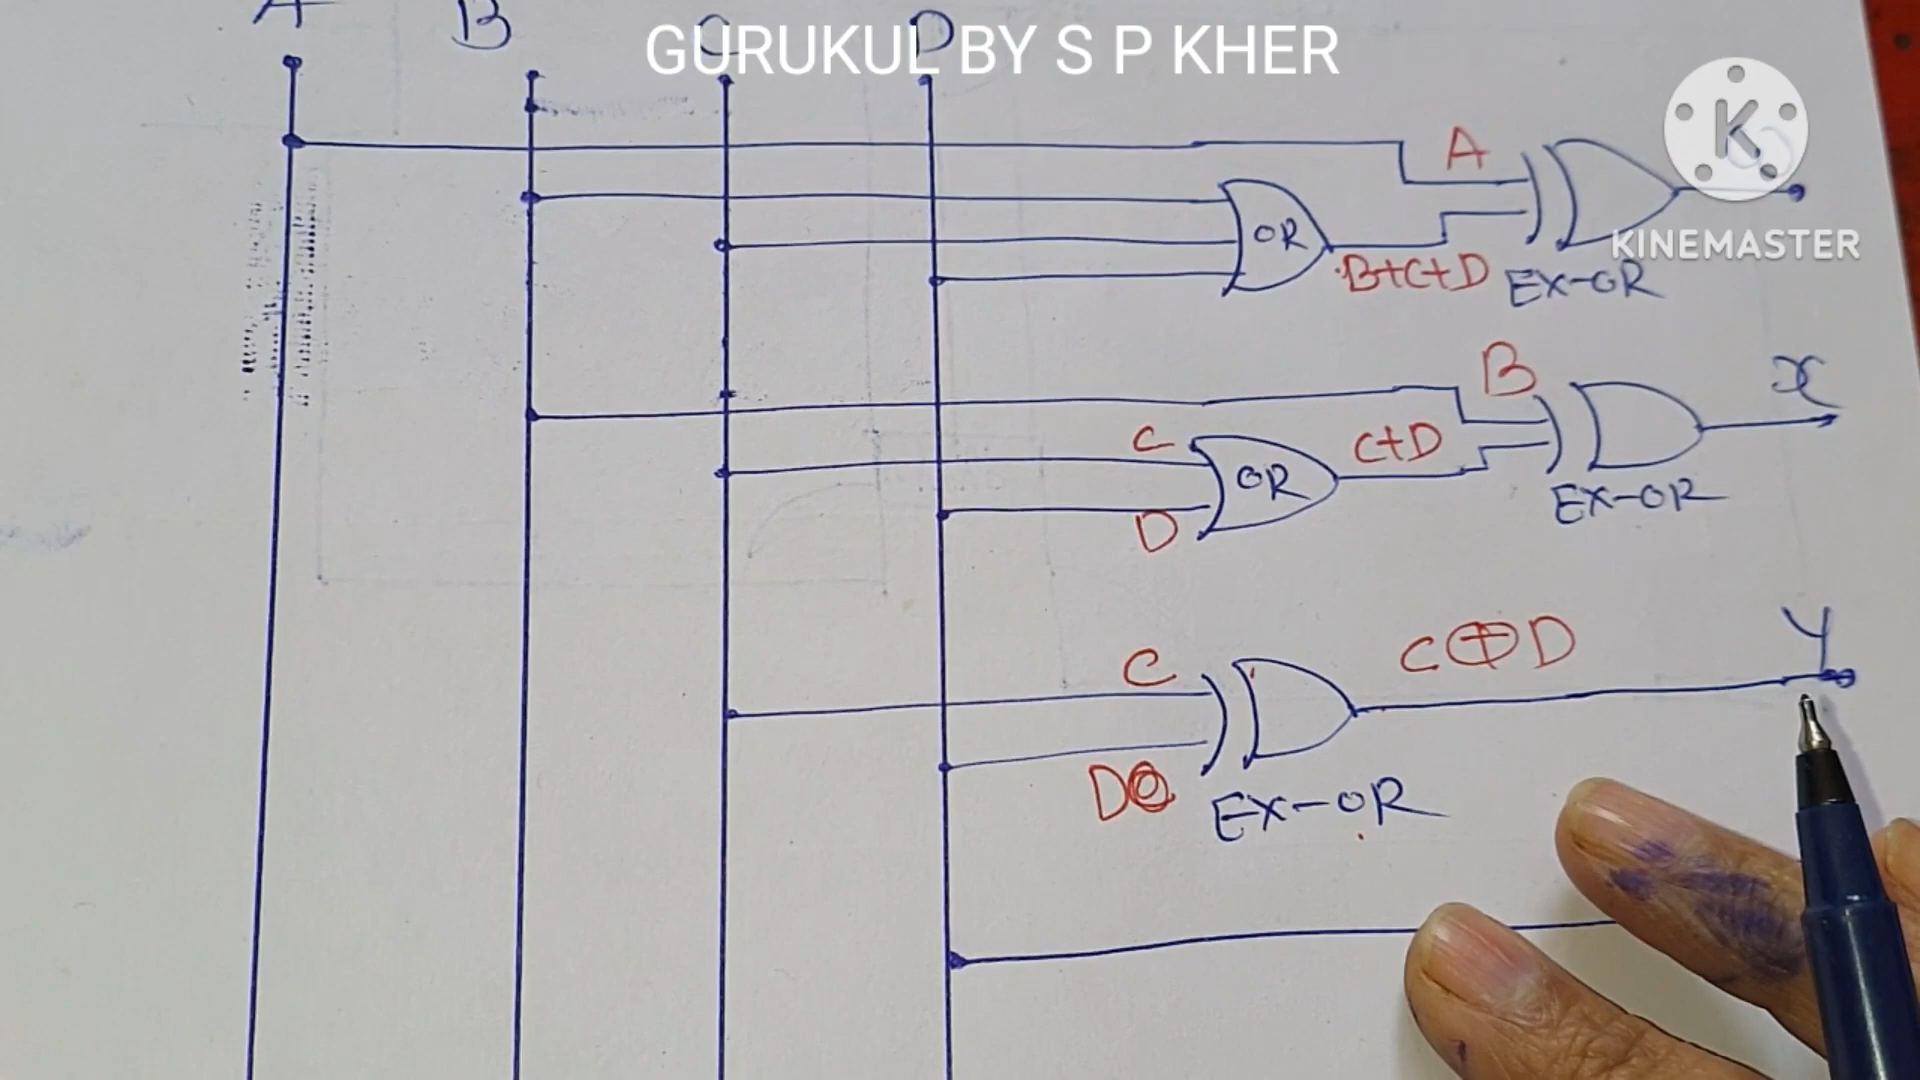 A B C D
GURUKUL BY S P KHER
K
KINEMASTER
A
OR
B+C+D
EX-OR
B
x
C
OR
C+D
D
EX-OR
C
C⊕D
Y
D
EX-OR